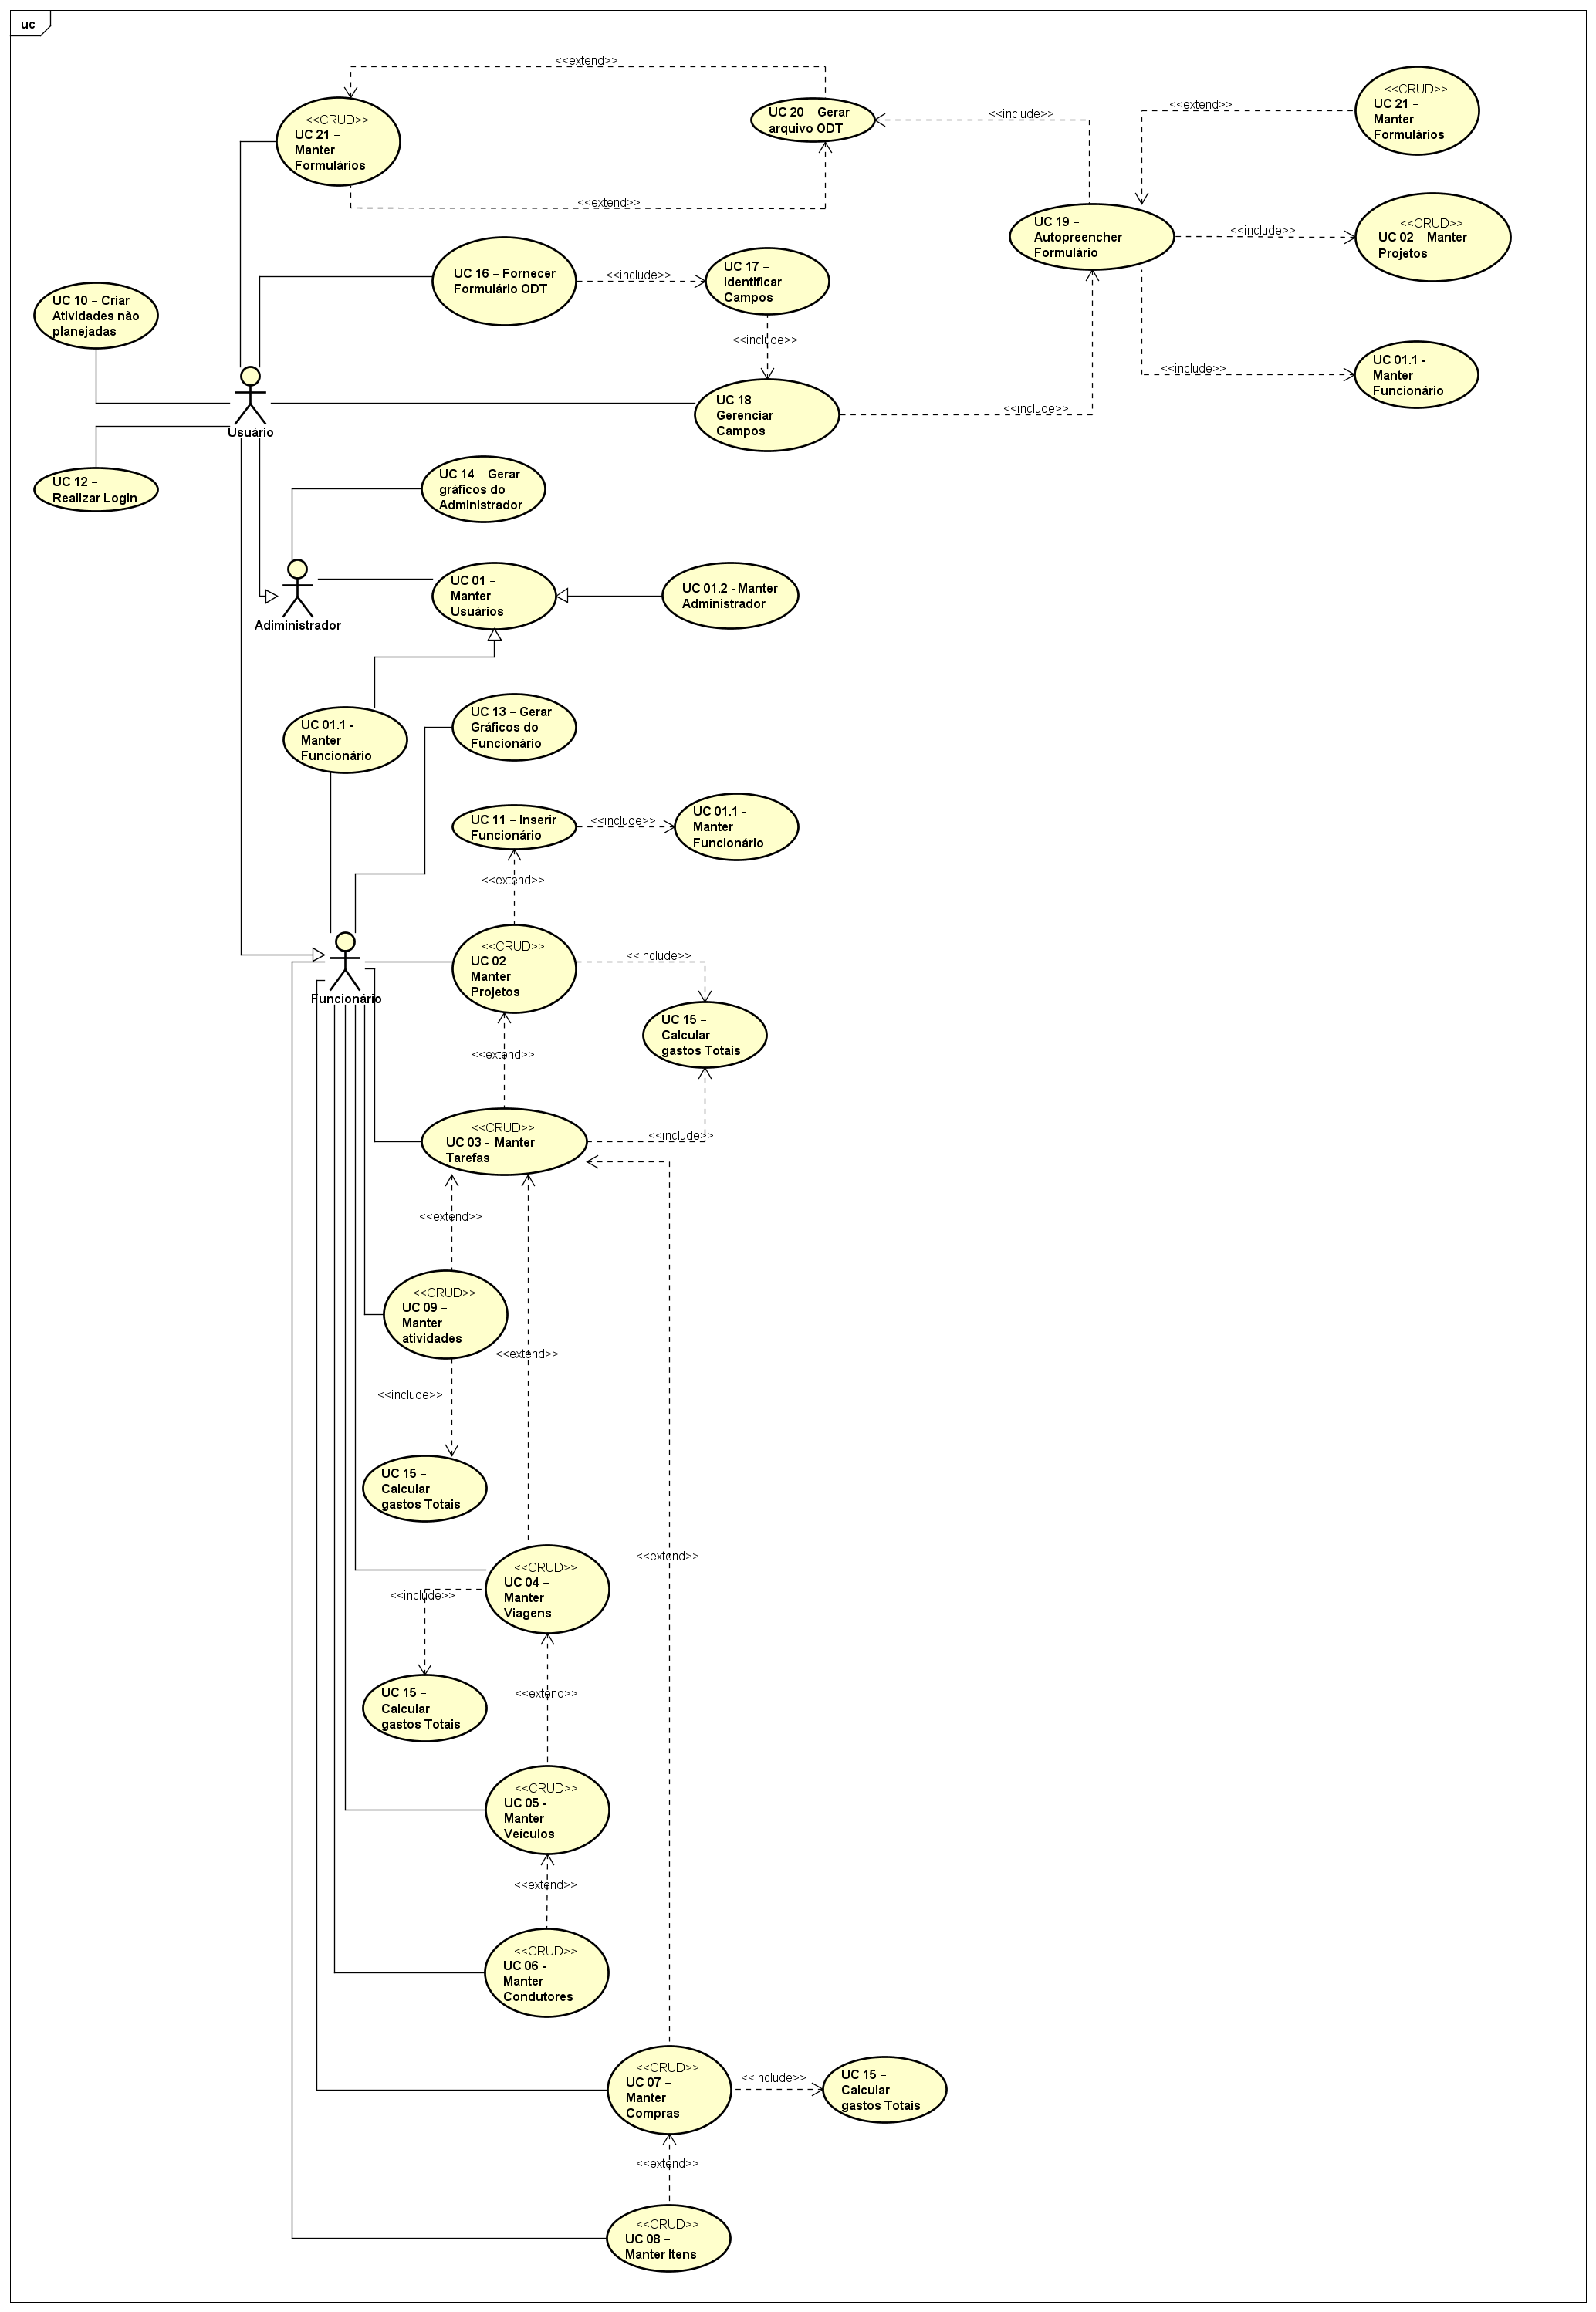 uc
<<extend>>
<<CRUD>>
UC 21 –
Manter
Formulários
UC 20 – Gerar
arquivo ODT
<<include>>
<<extend>>
<<CRUD>>
UC 21 –
Manter
Formulários
<<extend>>
UC 19 –
Autopreencher
Formulário
<<include>>
<<CRUD>>
UC 02 – Manter
Projetos
UC 16 – Fornecer
Formulário ODT
<<include>>
UC 17 –
Identificar
Campos
UC 10 – Criar
Atividades não
planejadas
<<include>>
<<include>>
UC 01.1 -
Manter
Funcionário
Usuário
UC 18 –
Gerenciar
Campos
<<include>>
UC 12 –
Realizar Login
UC 14 – Gerar
gráficos do
Administrador
Adiministrador
UC 01 –
Manter
Usuários
UC 01.2 - Manter
Administrador
UC 01.1 -
Manter
Funcionário
UC 13 – Gerar
Gráficos do
Funcionário
UC 11 – Inserir
Funcionário
<<include>>
UC 01.1 -
Manter
Funcionário
<<extend>>
Funcionário
<<CRUD>>
UC 02 –
Manter
Projetos
<<include>>
UC 15 –
Calcular
gastos Totais
<<extend>>
<<CRUD>>
UC 03 - Manter
Tarefas
<<include>>
<<extend>>
<<CRUD>>
UC 09 –
Manter
atividades
<<extend>>
<<include>>
UC 15 –
Calcular
gastos Totais
<<extend>>
<<CRUD>>
UC 04 –
Manter
Viagens
<<include>>
UC 15 –
Calcular
gastos Totais
<<extend>>
<<CRUD>>
UC 05 -
Manter
Veículos
<<extend>>
<<CRUD>>
UC 06 -
Manter
Condutores
<<CRUD>>
UC 07 –
Manter
Compras
<<include>>
UC 15 –
Calcular
gastos Totais
<<extend>>
<<CRUD>>
UC 08 –
Manter Itens